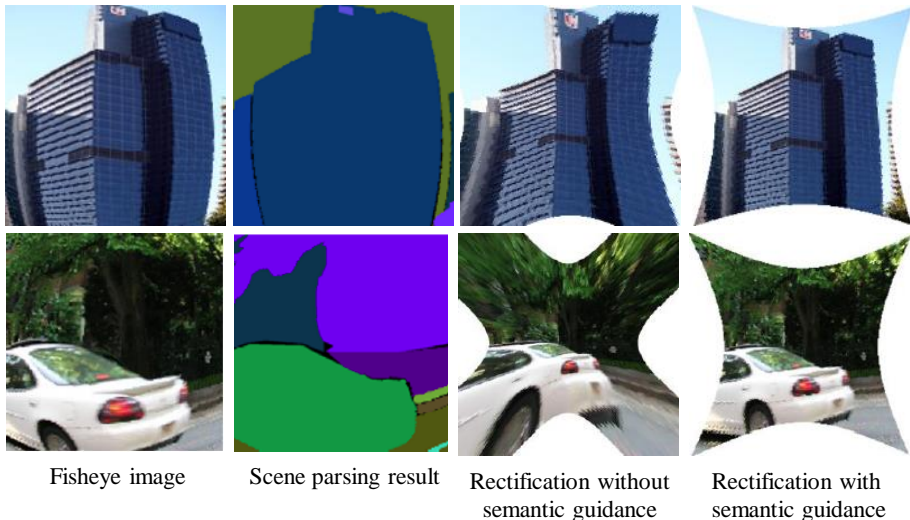 Fisheye image
Scene parsing result
Rectification without
semantic guidance
Rectification with
semantic guidance